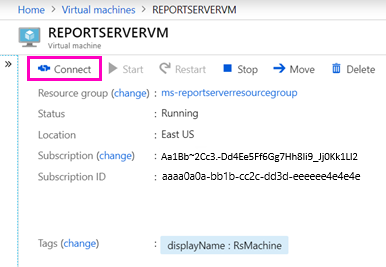 Home > Virtual machines > REPORTSERVERVM
REPORTSERVERVM
Virtual machine
» Connect Start Restart Stop Move Delete
Resource group (change) : ms-reportserverresourcegroup
Status : Running
Location : East US
Subscription (change) : Aa1Bb~2Cc3.-Dd4Ee5Ff6Gg7Hh8Ii9_Jj0Kk1Ll2
Subscription ID : aaaa0a0a-bb1b-cc2c-dd3d-eeeeee4e4e4e
Tags (change) : displayName : RsMachine